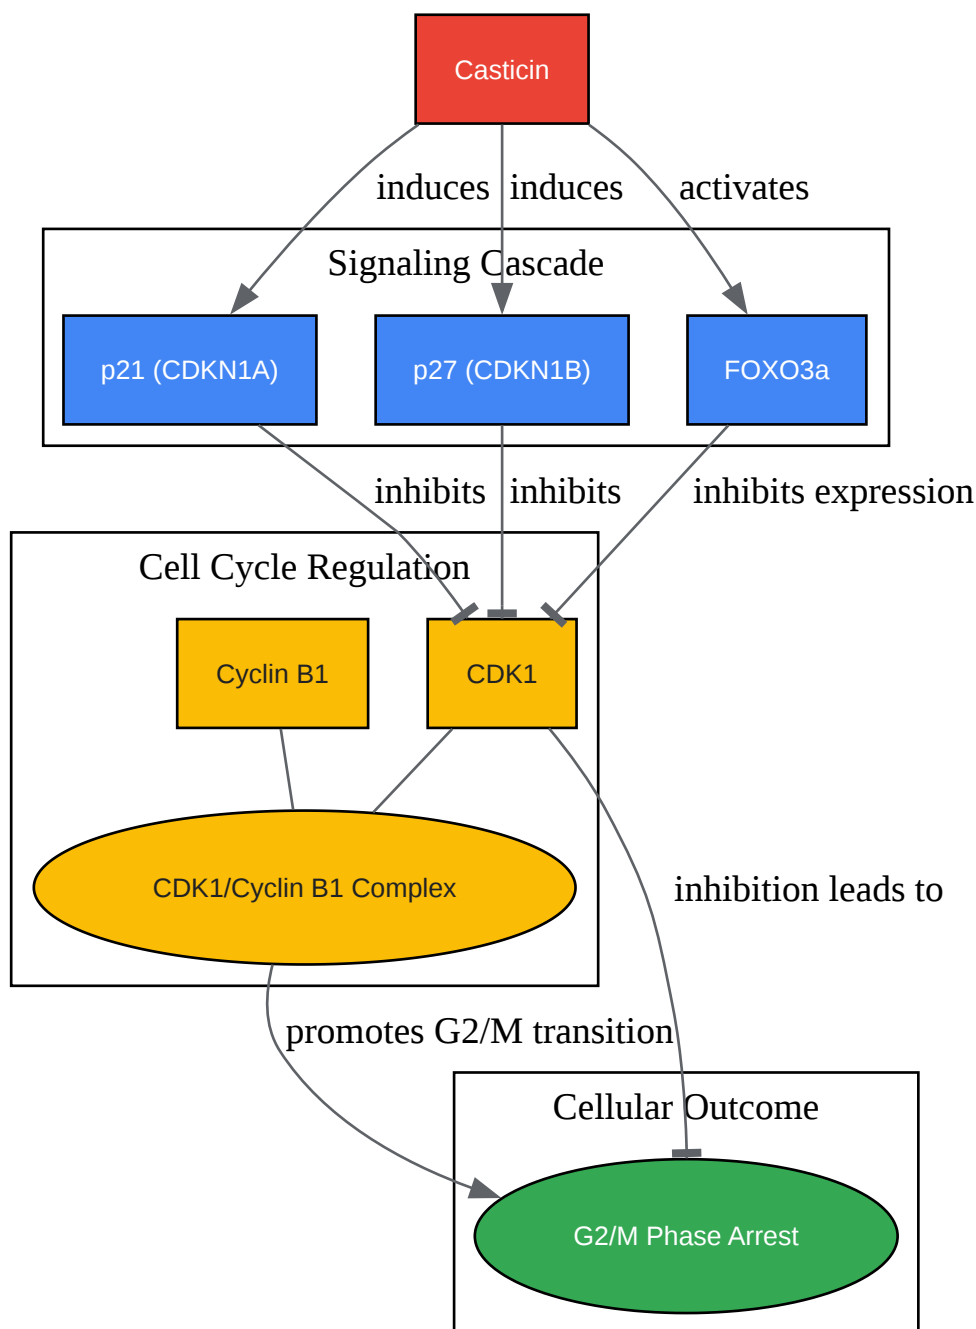 Casticin
induces
induces
activates
Signaling Cascade
p21 (CDKN1A)
p27 (CDKN1B)
FOXO3a
inhibits
inhibits
inhibits expression
Cell Cycle Regulation
Cyclin B1
CDK1
CDK1/Cyclin B1 Complex
inhibition leads to
promotes G2/M transition
Cellular Outcome
G2/M Phase Arrest